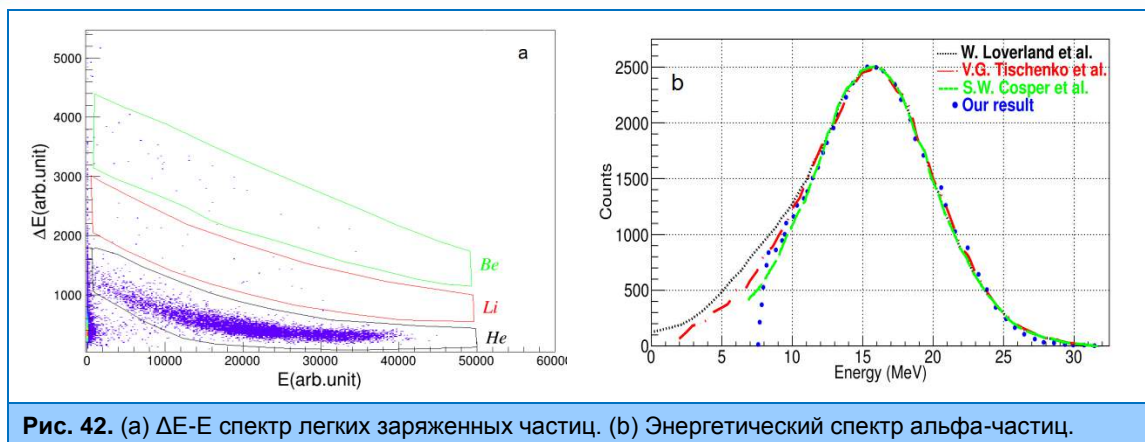 a
5000
4000
3000
2000
1000
ΔE(arb.unit)
Be
Li
He
0 10000 20000 30000 40000 50000 60000
E(arb.unit)
b
W. Loverland et al.
V.G. Tischenko et al.
S.W. Cosper et al.
Our result
2500
2000
1500
1000
500
0
Counts
0 5 10 15 20 25 30
Energy (MeV)
Рис. 42. (a) ΔE-E спектр легких заряженных частиц. (b) Энергетический спектр альфа-частиц.